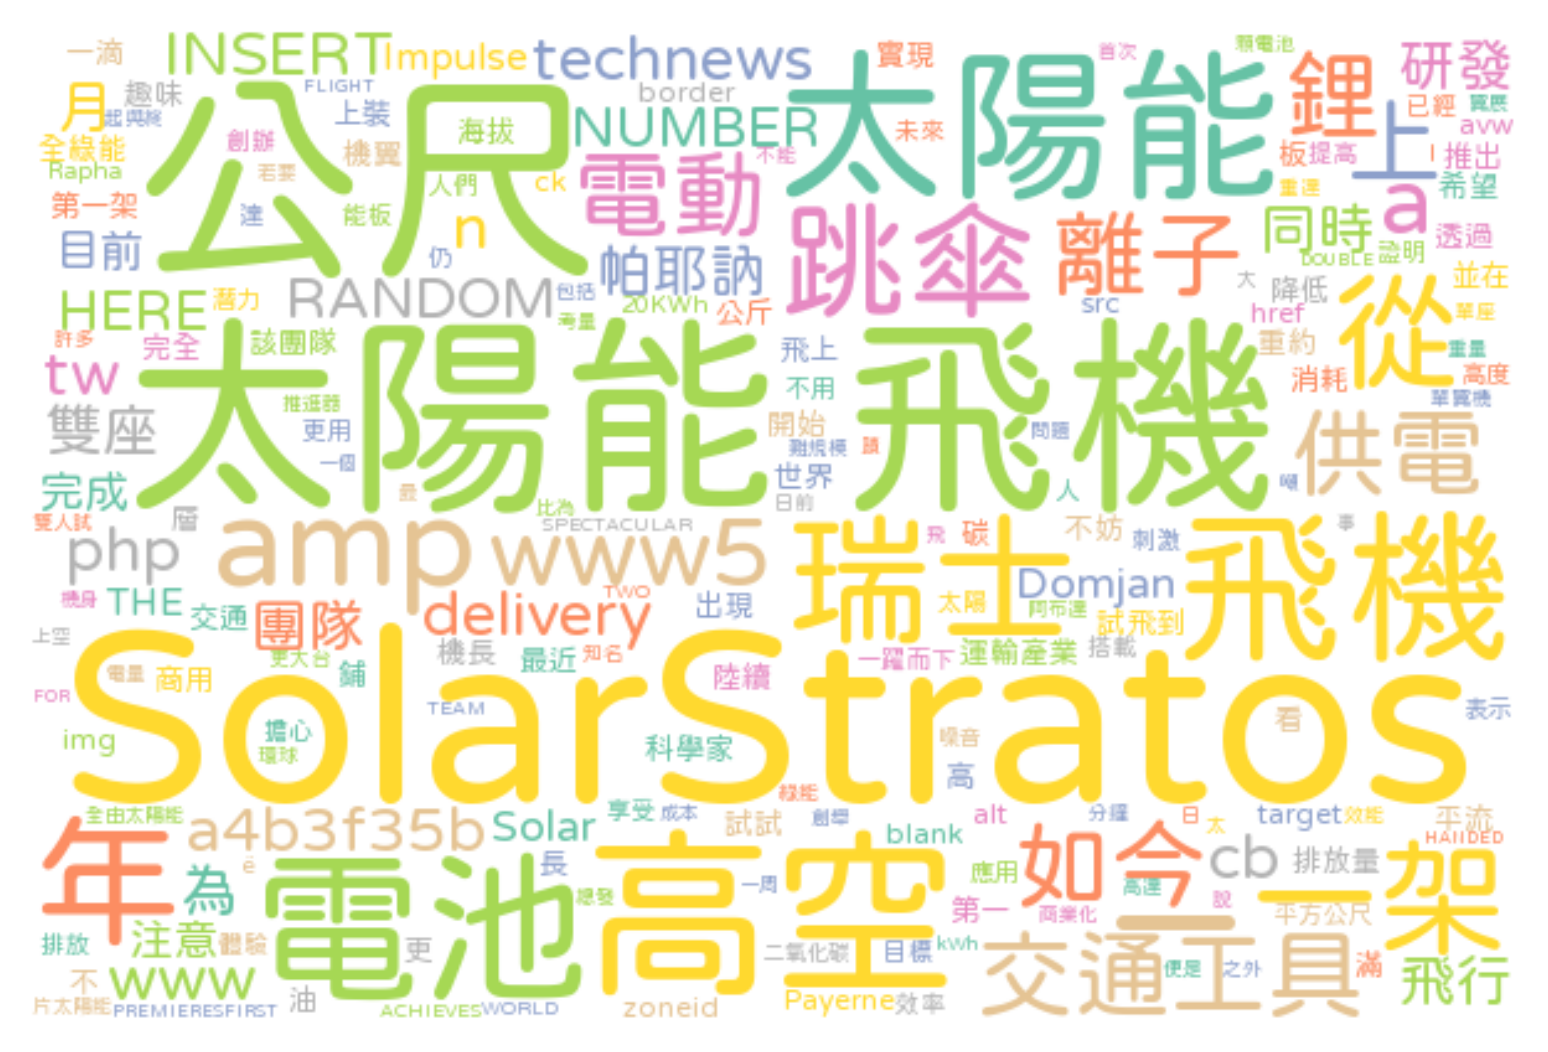 一滴 INSERT Impulse technews 實現 首次 賴電池 研發
月 趣味 FLIGHT 上裝 border 太陽能 鋰 上 已經 寬展
起與終 公尺 海拔 NUMBER 未來 avw
全綠能 創辦 機翼 電動 不能 板 提高 I 推出
Rapha 若要 人們 ck 重達 a 希望
第一架 達 能板 n 跳傘 離子 同時 透過
目前 仍 帕耶訥 DOUBLE 證明
HERE 潛力 RANDOM 包括 20KWh 公斤 src 大 降低 從 並在
許多 完全 該團隊 考量 飛上 href 重約 單座
tw 太陽能 飛機 不用 消耗 重量 高度
雙座 推進器 更用 開始 問題 單翼機
一個 難規模 蹟 供電
完成 最 世界 人 噸
雙人試 層 比為 日前
php amp SPECTACULAR www5 瑞士 飛 碳 不妨 刺激 飛機 事
機身 THE 交通 團隊 delivery TWO 出現 太陽 Domjan 阿布達 試飛到
上空 更大台 機長 最近 知名 一躍而下 運輸產業 搭載
FOR 電量 商用 鋪 陸續
SolarStratos TEAM 看 表示
img 擔心 環球 科學家 噪音 高
綠能
全由太陽能 a4b3f35b Solar 享受 成本 試試 創舉 alt 分鐘 日 太 target 效能 平流
年 為 ë 電池 長 高空 blank 如今 cb 排放量 HAIIDED
總發 一周 應用 高達 一架
排放 注意 體驗 更 第一 商業化 說 平方公尺
不 www 二氧化碳 目標 kWh 交通工具 便是 之外 滿 飛行
片太陽能 PREMIERESFIRST 油 ACHIEVES WORLD zoneid Payerne 效率